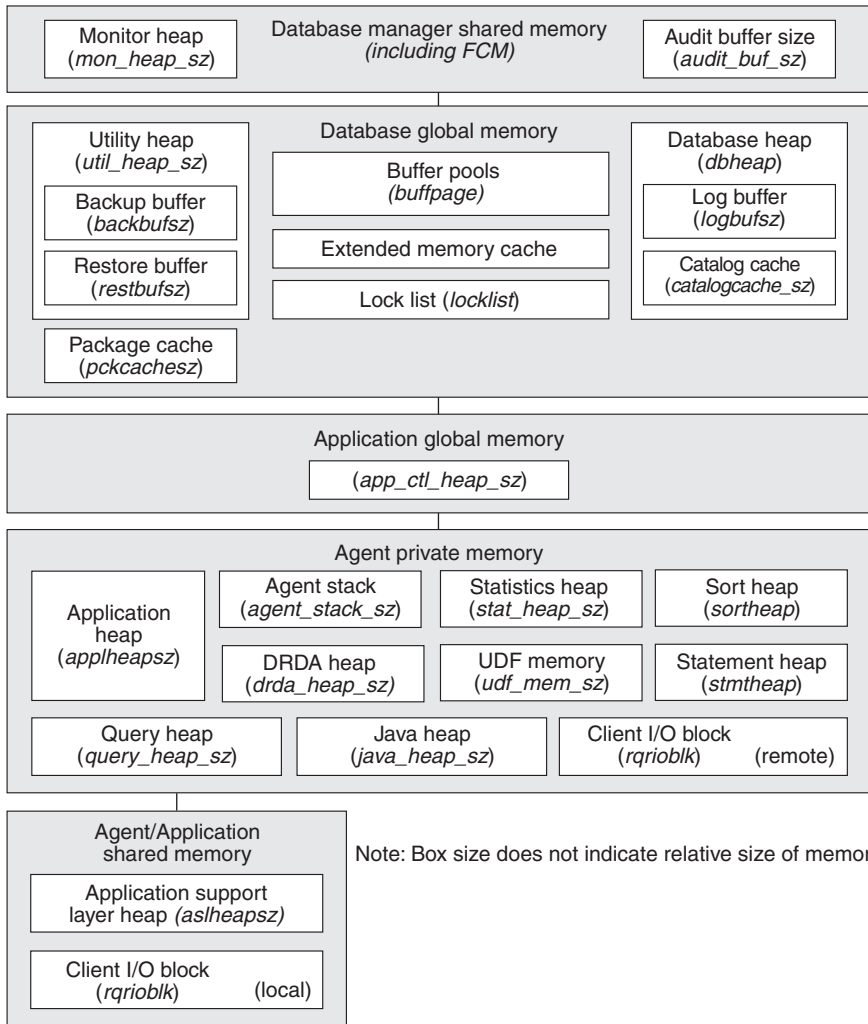 Monitor heap
(mon_heap_sz)
Database manager shared memory
(including FCM)
Audit buffer size
(audit_buf_sz)
Database global memory
Utility heap
(util_heap_sz)
Backup buffer
(backbufsz)
Restore buffer
(restbufsz)
Package cache
(pckcachesz)
Buffer pools
(buffpage)
Extended memory cache
Lock list (locklist)
Database heap
(dbheap)
Log buffer
(logbufsz)
Catalog cache
(catalogcache_sz)
Application global memory
(app_ctl_heap_sz)
Agent private memory
Application
heap
(applheapsz)
Agent stack
(agent_stack_sz)
Statistics heap
(stat_heap_sz)
Sort heap
(sortheap)
DRDA heap
(drda_heap_sz)
UDF memory
(udf_mem_sz)
Statement heap
(stmtheap)
Query heap
(query_heap_sz)
Java heap
(java_heap_sz)
Client I/O block
(rqrioblk) (remote)
Agent/Application
shared memory
Application support
layer heap (aslheapsz)
Client I/O block
(rqrioblk) (local)
Note: Box size does not indicate relative size of